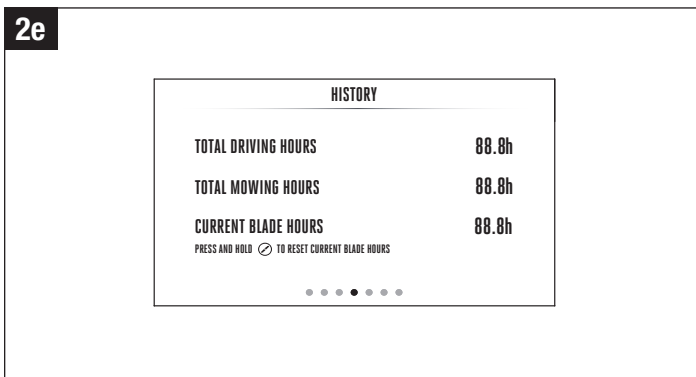 2e
HISTORY
TOTAL DRIVING HOURS 88.8h
TOTAL MOWING HOURS 88.8h
CURRENT BLADE HOURS 88.8h
PRESS AND HOLD TO RESET CURRENT BLADE HOURS